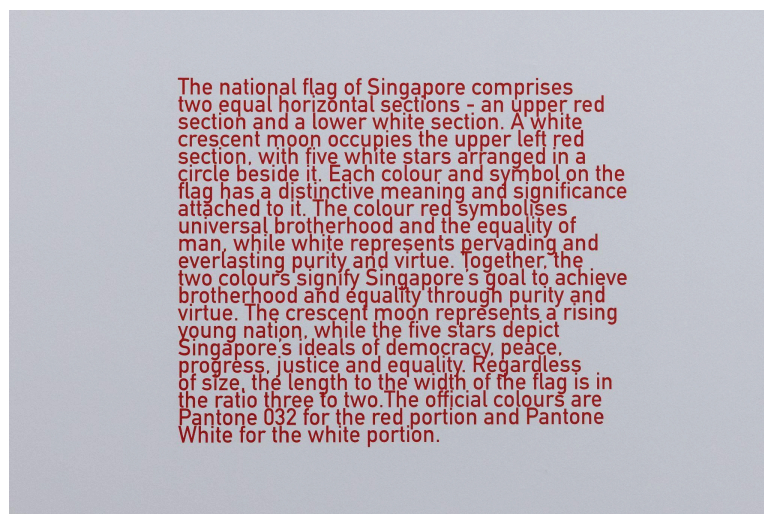 The national flag of Singapore comprises
two equal horizontal sections - an upper red
section and a lower white section. A white
crescent moon occupies the upper left red
section, with five white stars arranged in a
circle beside it. Each colour and symbol on the
flag has a distinctive meaning and significance
attached to it. The colour red symbolises
universal brotherhood and the equality of
man, while white represents pervading and
everlasting purity and virtue. Together, the
two colours signify Singapore's goal to achieve
brotherhood and equality through purity and
virtue. The crescent moon represents a rising
young nation, while the five stars depict
Singapore's ideals of democracy, peace,
progress, justice and equality. Regardless
of size, the length to the width of the flag is in
the ratio three to two.The official colours are
Pantone 032 for the red portion and Pantone
White for the white portion.